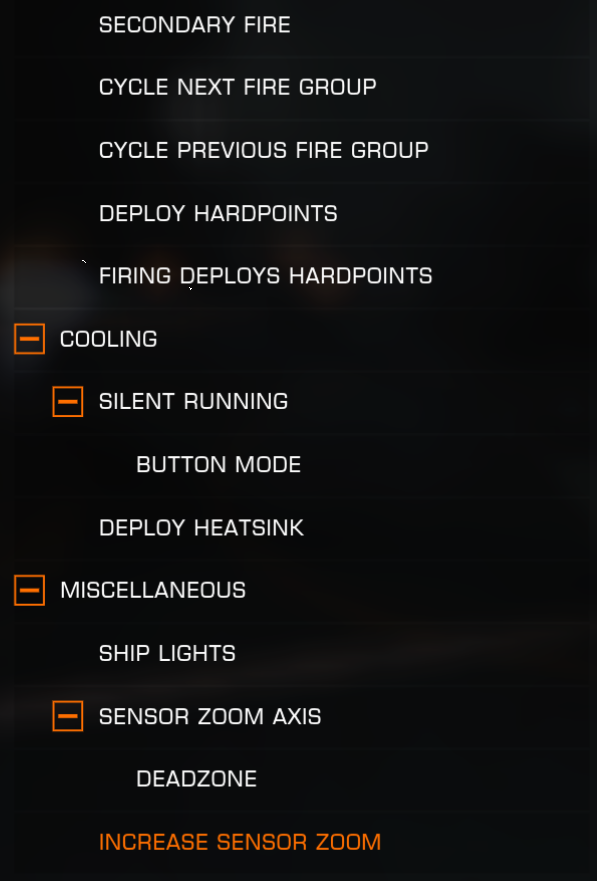 SECONDARY FIRE
CYCLE NEXT FIRE GROUP
CYCLE PREVIOUS FIRE GROUP
DEPLOY HARDPOINTS
FIRING DEPLOYS HARDPOINTS
COOLING
SILENT RUNNING
BUTTON MODE
DEPLOY HEATSINK
MISCELLANEOUS
SHIP LIGHTS
SENSOR ZOOM AXIS
DEADZONE
INCREASE SENSOR ZOOM